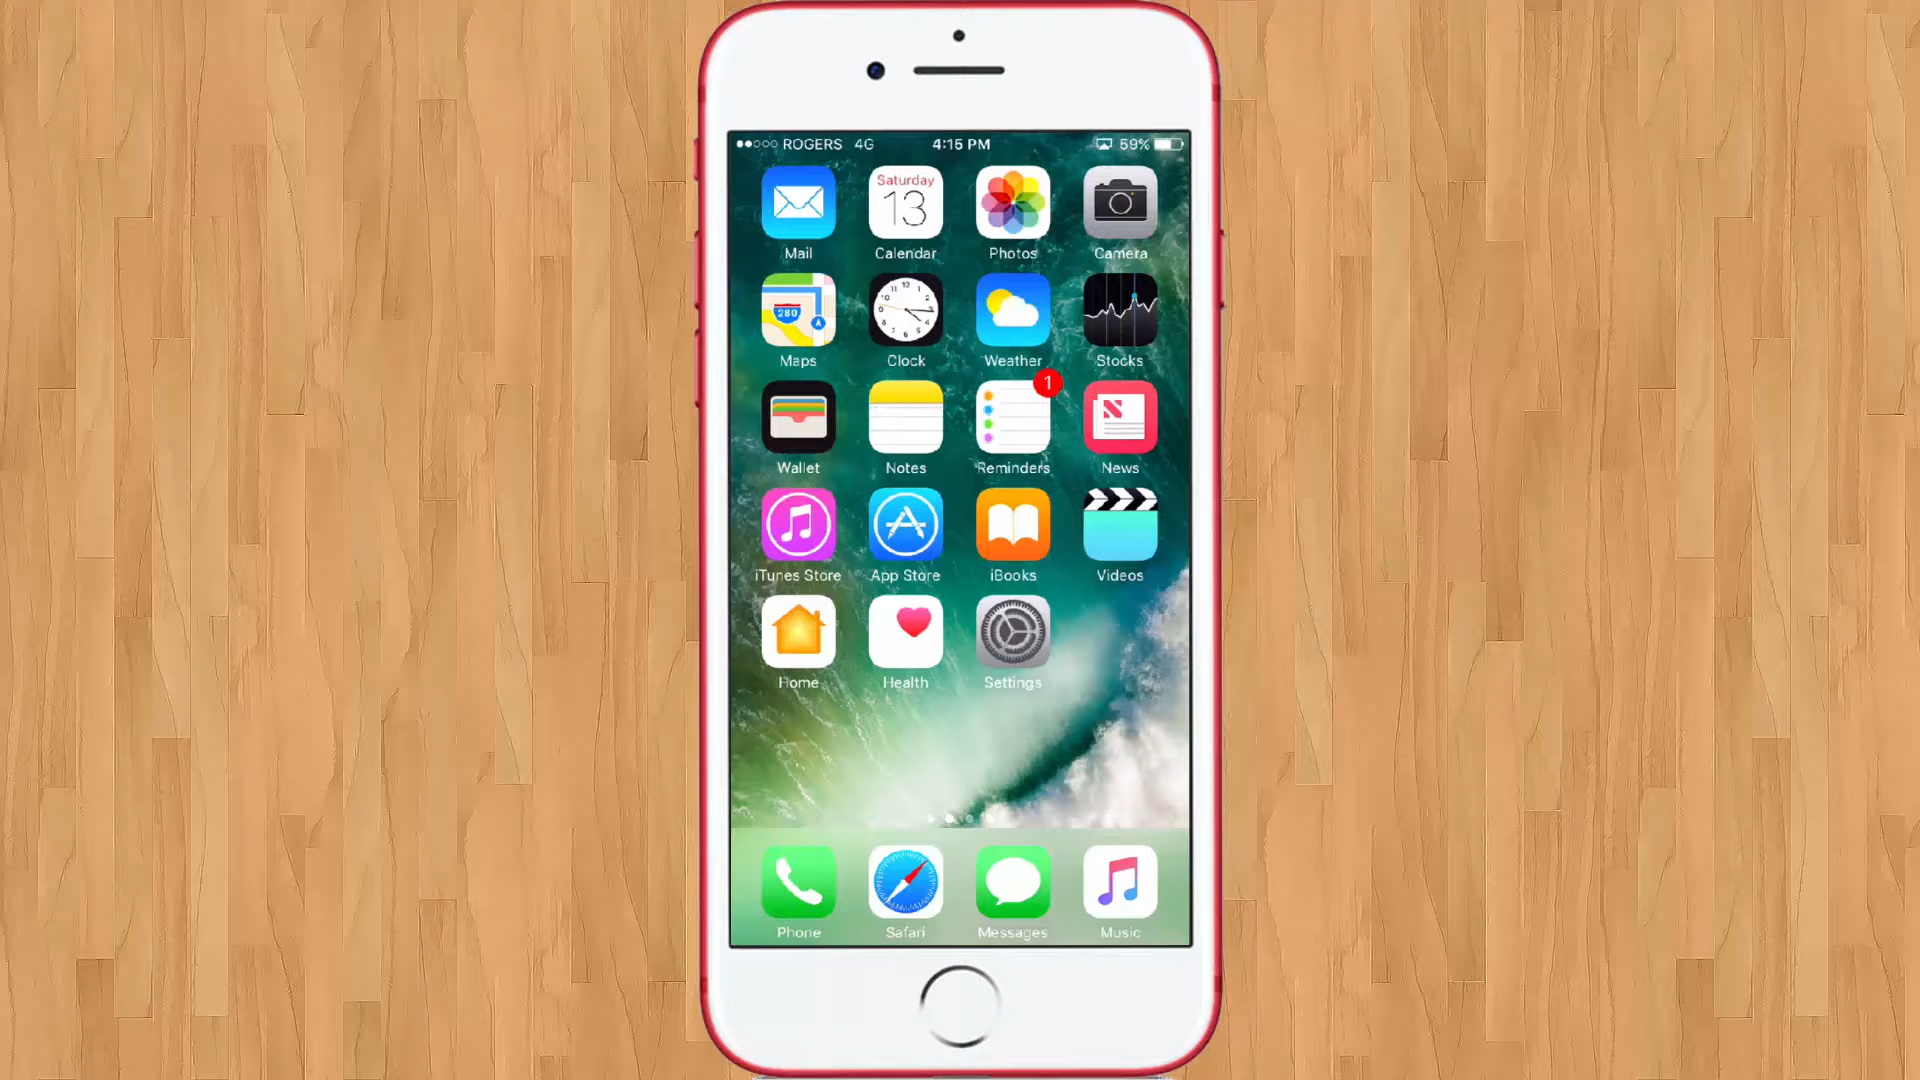 ROGERS 4G 4:15 PM 59%
Saturday
13
Mail Calendar Photos Camera
280
12
Maps Clock Weather Stocks
1
Wallet Notes Reminders News
iTunes Store App Store iBooks Videos
Home Health Settings
Phone Safari Messages Music